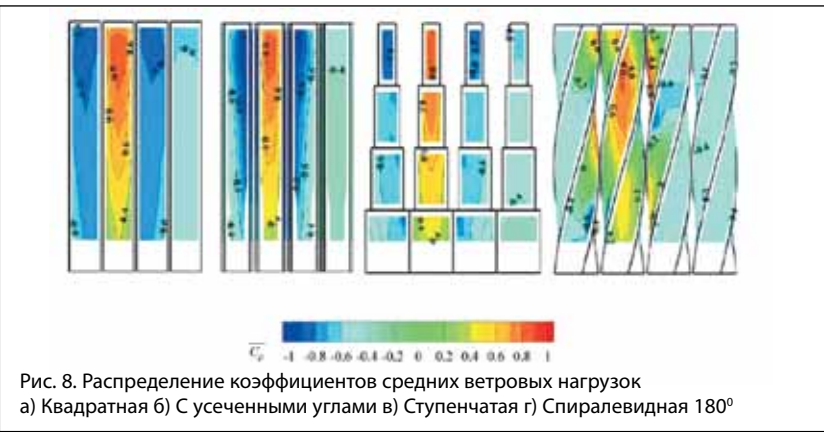 C̅p -1 -0.8 -0.6 -0.4 -0.2 0 0.2 0.4 0.6 0.8 1
Рис. 8. Распределение коэффициентов средних ветровых нагрузок
а) Квадратная б) С усеченными углами в) Ступенчатая г) Спиралевидная 180⁰